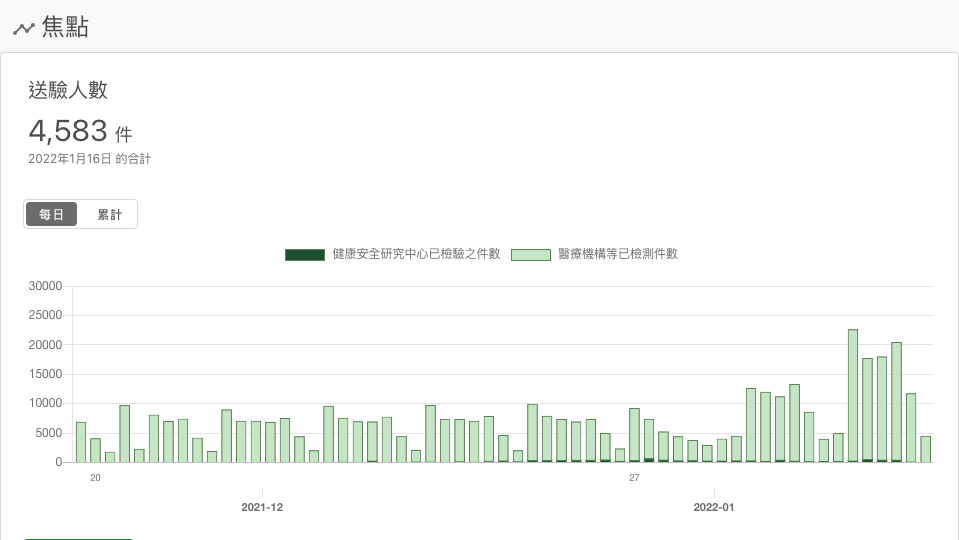 焦點
送驗人數
4,583 件
2022年1月16日 的合計
每日 累計
健康安全研究中心已檢驗之件數 醫療機構等已檢測件數
30000
25000
20000
15000
10000
5000
0
20 27
2021-12 2022-01